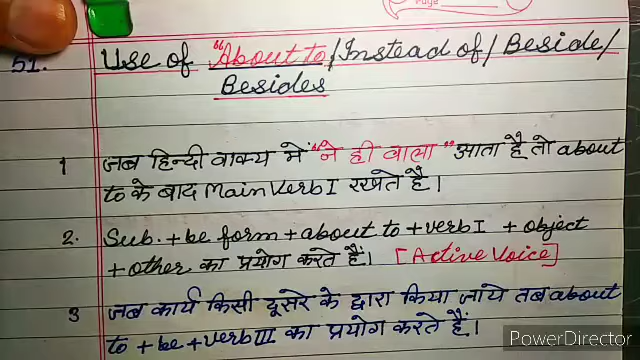 Page
51. Use of "About to/Instead of/Beside/
Besides
1 जब हिन्दी वाक्य में "ने ही वाला" आता है तो about
to के बाद Main Verb I रखते है।
2. Sub. + be form + about to + verb I + object
+ other का प्रयोग करते हैं। [Active Voice]
3 जब कार्य किसी दूसरे के द्वारा किया जाये तब about
to + be + verb III का प्रयोग करते हैं।
PowerDirector